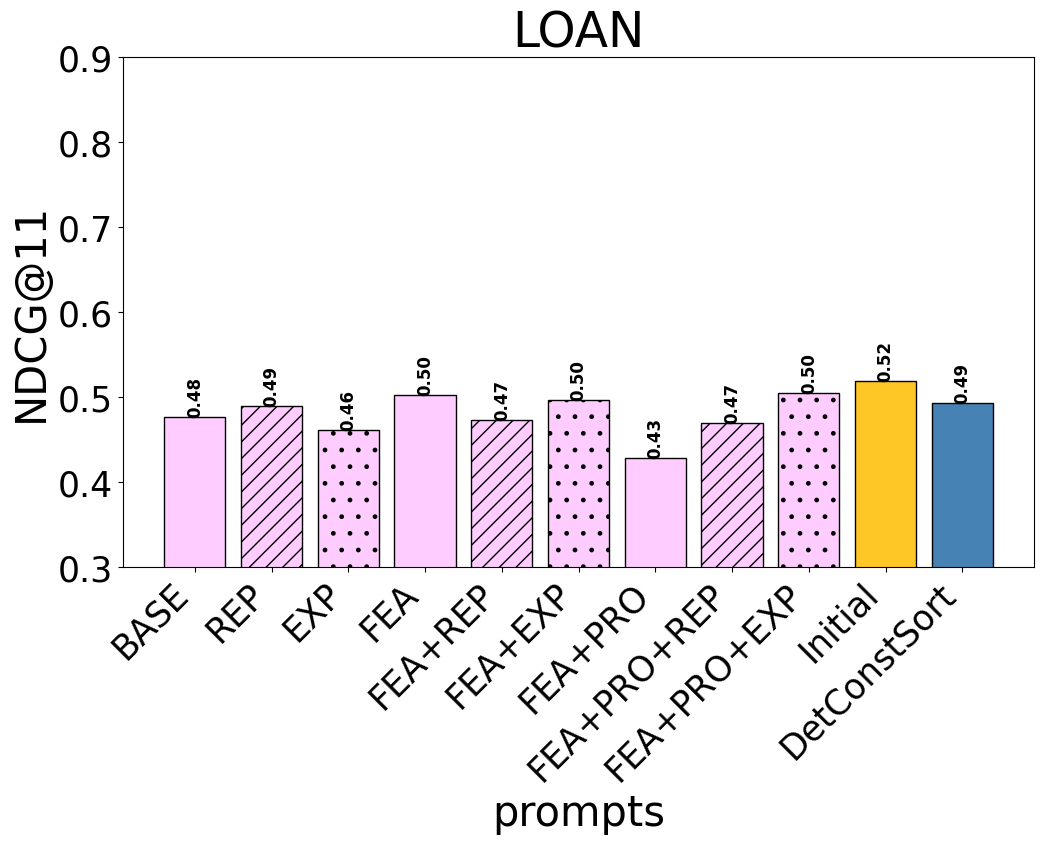 LOAN
NDCG@11
0.9
0.8
0.7
0.6
0.5
0.4
0.3
0.48
0.49
0.46
0.50
0.47
0.50
0.43
0.47
0.50
0.52
0.49
BASE
REP
EXP
FEA
FEA+REP
FEA+EXP
FEA+PRO
FEA+PRO+REP
FEA+PRO+EXP
Initial
DetConstSort
prompts